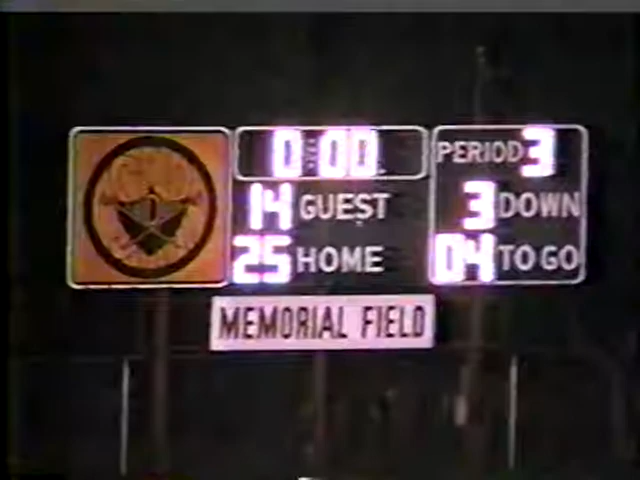 0:00 PERIOD 3
14 GUEST 3 DOWN
25 HOME 04 TO GO
MEMORIAL FIELD